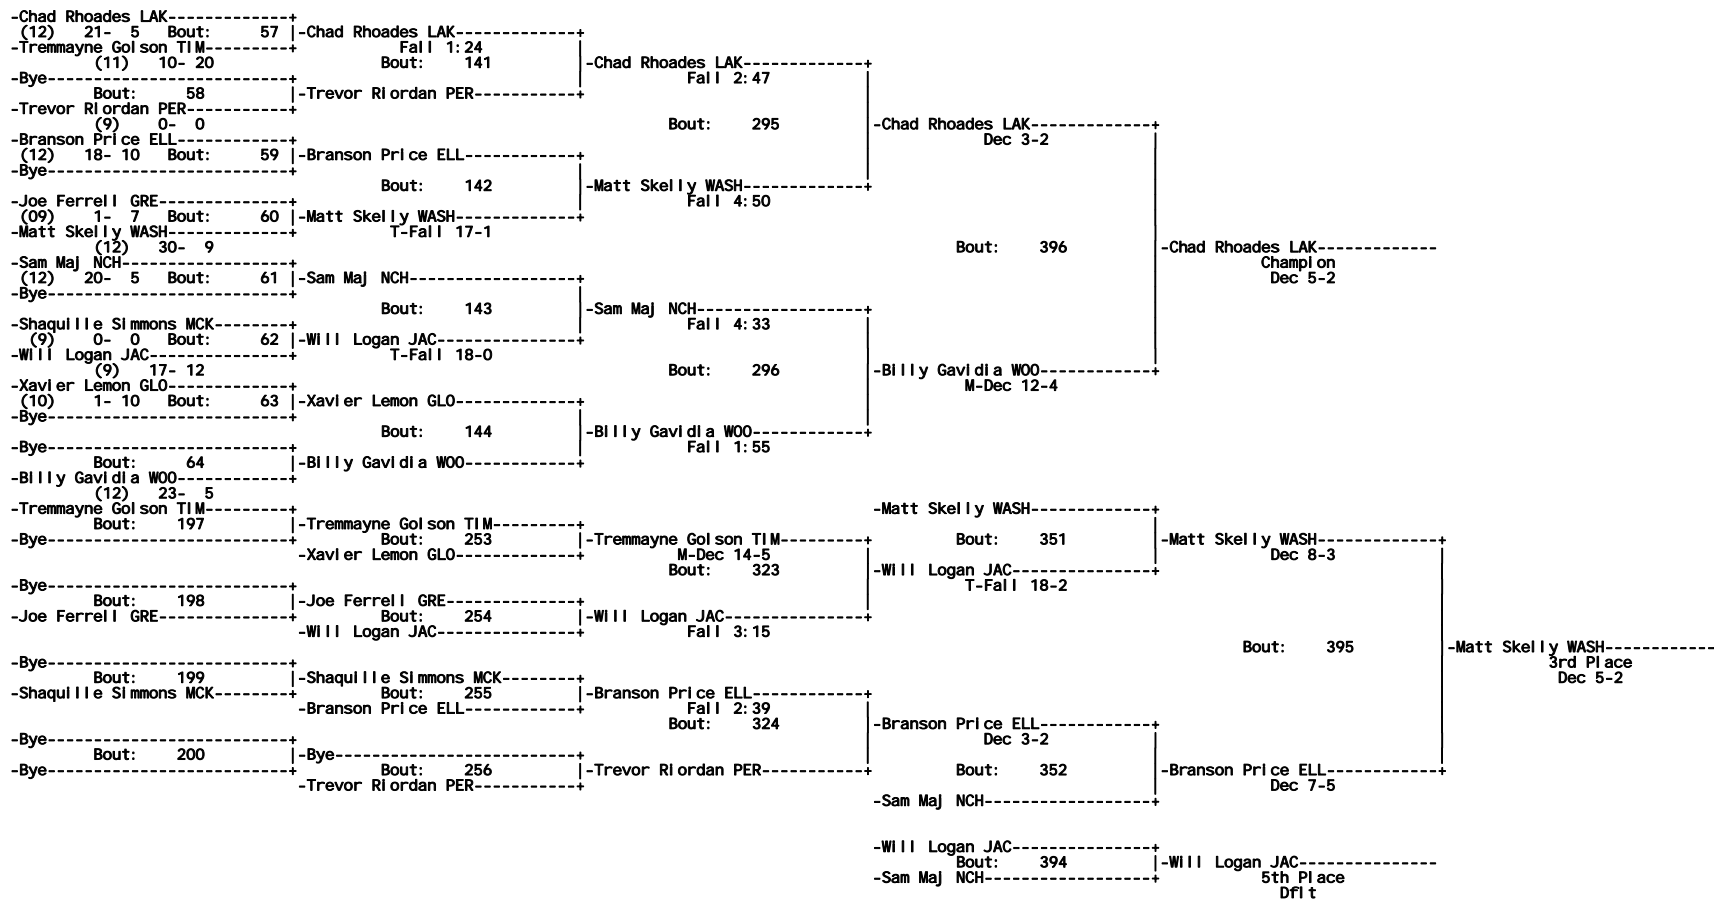 -Chad Rhoades LAK-------------+
(12) 21- 5 Bout: 57 |-Chad Rhoades LAK-------------+
-Tremmayne Golson TIM---------+ Fall 1:24 |
(11) 10- 20 Bout: 141 |-Chad Rhoades LAK-------------+
-Bye--------------------------+ | Fall 2:47 |
Bout: 58 |-Trevor Riordan PER-----------+ |
-Trevor Riordan PER-----------+ |
(9) 0- 0 Bout: 295 |-Chad Rhoades LAK-------------+
-Branson Price ELL------------+ | Dec 3-2 |
(12) 18- 10 Bout: 59 |-Branson Price ELL------------+ | |
-Bye--------------------------+ | | |
Bout: 142 |-Matt Skelly WASH-------------+ |
-Joe Ferrell GRE--------------+ | Fall 4:50 |
(09) 1- 7 Bout: 60 |-Matt Skelly WASH-------------+ |
-Matt Skelly WASH-------------+ T-Fall 17-1 |
(12) 30- 9 Bout: 396 |-Chad Rhoades LAK-------------
-Sam Maj NCH------------------+ | Champion
(12) 20- 5 Bout: 61 |-Sam Maj NCH------------------+ | Dec 5-2
-Bye--------------------------+ | |
Bout: 143 |-Sam Maj NCH------------------+ |
-Shaquille Simmons MCK--------+ | Fall 4:33 | |
(9) 0- 0 Bout: 62 |-Will Logan JAC---------------+ | |
-Will Logan JAC---------------+ T-Fall 18-0 | |
(9) 17- 12 Bout: 296 |-Billy Gavidia WOO------------+
-Xavier Lemon GLO-------------+ | M-Dec 12-4
(10) 1- 10 Bout: 63 |-Xavier Lemon GLO-------------+ |
-Bye--------------------------+ | |
Bout: 144 |-Billy Gavidia WOO------------+
-Bye--------------------------+ | Fall 1:55
Bout: 64 |-Billy Gavidia WOO------------+
-Billy Gavidia WOO------------+
(12) 23- 5
-Tremmayne Golson TIM---------+ -Matt Skelly WASH-------------+
Bout: 197 |-Tremmayne Golson TIM---------+ |
-Bye--------------------------+ Bout: 253 |-Tremmayne Golson TIM---------+ Bout: 351 |-Matt Skelly WASH-------------+
-Xavier Lemon GLO-------------+ M-Dec 14-5 | | Dec 8-3 |
Bout: 323 |-Will Logan JAC---------------+ |
-Bye--------------------------+ | T-Fall 18-2 |
Bout: 198 |-Joe Ferrell GRE--------------+ | |
-Joe Ferrell GRE--------------+ Bout: 254 |-Will Logan JAC---------------+ |
-Will Logan JAC---------------+ Fall 3:15 |
Bout: 395 |-Matt Skelly WASH------------
-Bye--------------------------+ | 3rd Place
Bout: 199 |-Shaquille Simmons MCK--------+ | Dec 5-2
-Shaquille Simmons MCK--------+ Bout: 255 |-Branson Price ELL------------+ |
-Branson Price ELL------------+ Fall 2:39 | |
Bout: 324 |-Branson Price ELL------------+ |
-Bye--------------------------+ | Dec 3-2 | |
Bout: 200 |-Bye--------------------------+ | | |
-Bye--------------------------+ Bout: 256 |-Trevor Riordan PER-----------+ Bout: 352 |-Branson Price ELL------------+
-Trevor Riordan PER-----------+ | Dec 7-5
-Sam Maj NCH------------------+
-Will Logan JAC---------------+
Bout: 394 |-Will Logan JAC---------------
-Sam Maj NCH------------------+ 5th Place
Dflt